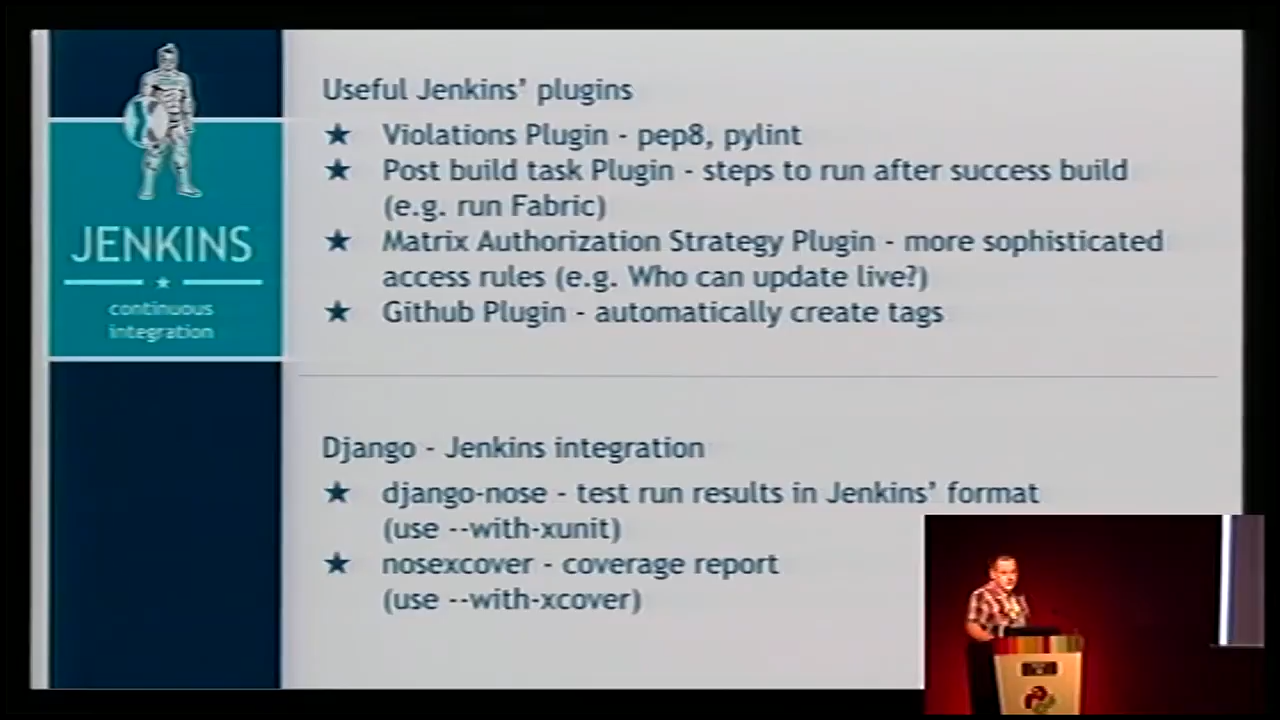 JENKINS
continuous
integration
Useful Jenkins’ plugins
★ Violations Plugin - pep8, pylint
★ Post build task Plugin - steps to run after success build
(e.g. run Fabric)
★ Matrix Authorization Strategy Plugin - more sophisticated
access rules (e.g. Who can update live?)
★ Github Plugin - automatically create tags
Django - Jenkins integration
★ django-nose - test run results in Jenkins’ format
(use --with-xunit)
★ nosexcover - coverage report
(use --with-xcover)